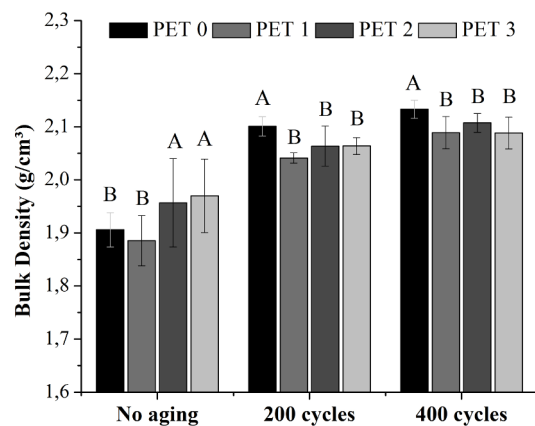 2,3
PET 0 PET 1 PET 2 PET 3
2,2
A
A
B
B
B
B
B
B
2,1
A
A
2,0
B
B
1,9
1,8
1,7
1,6
Bulk Density (g/cm³)
No aging 200 cycles 400 cycles